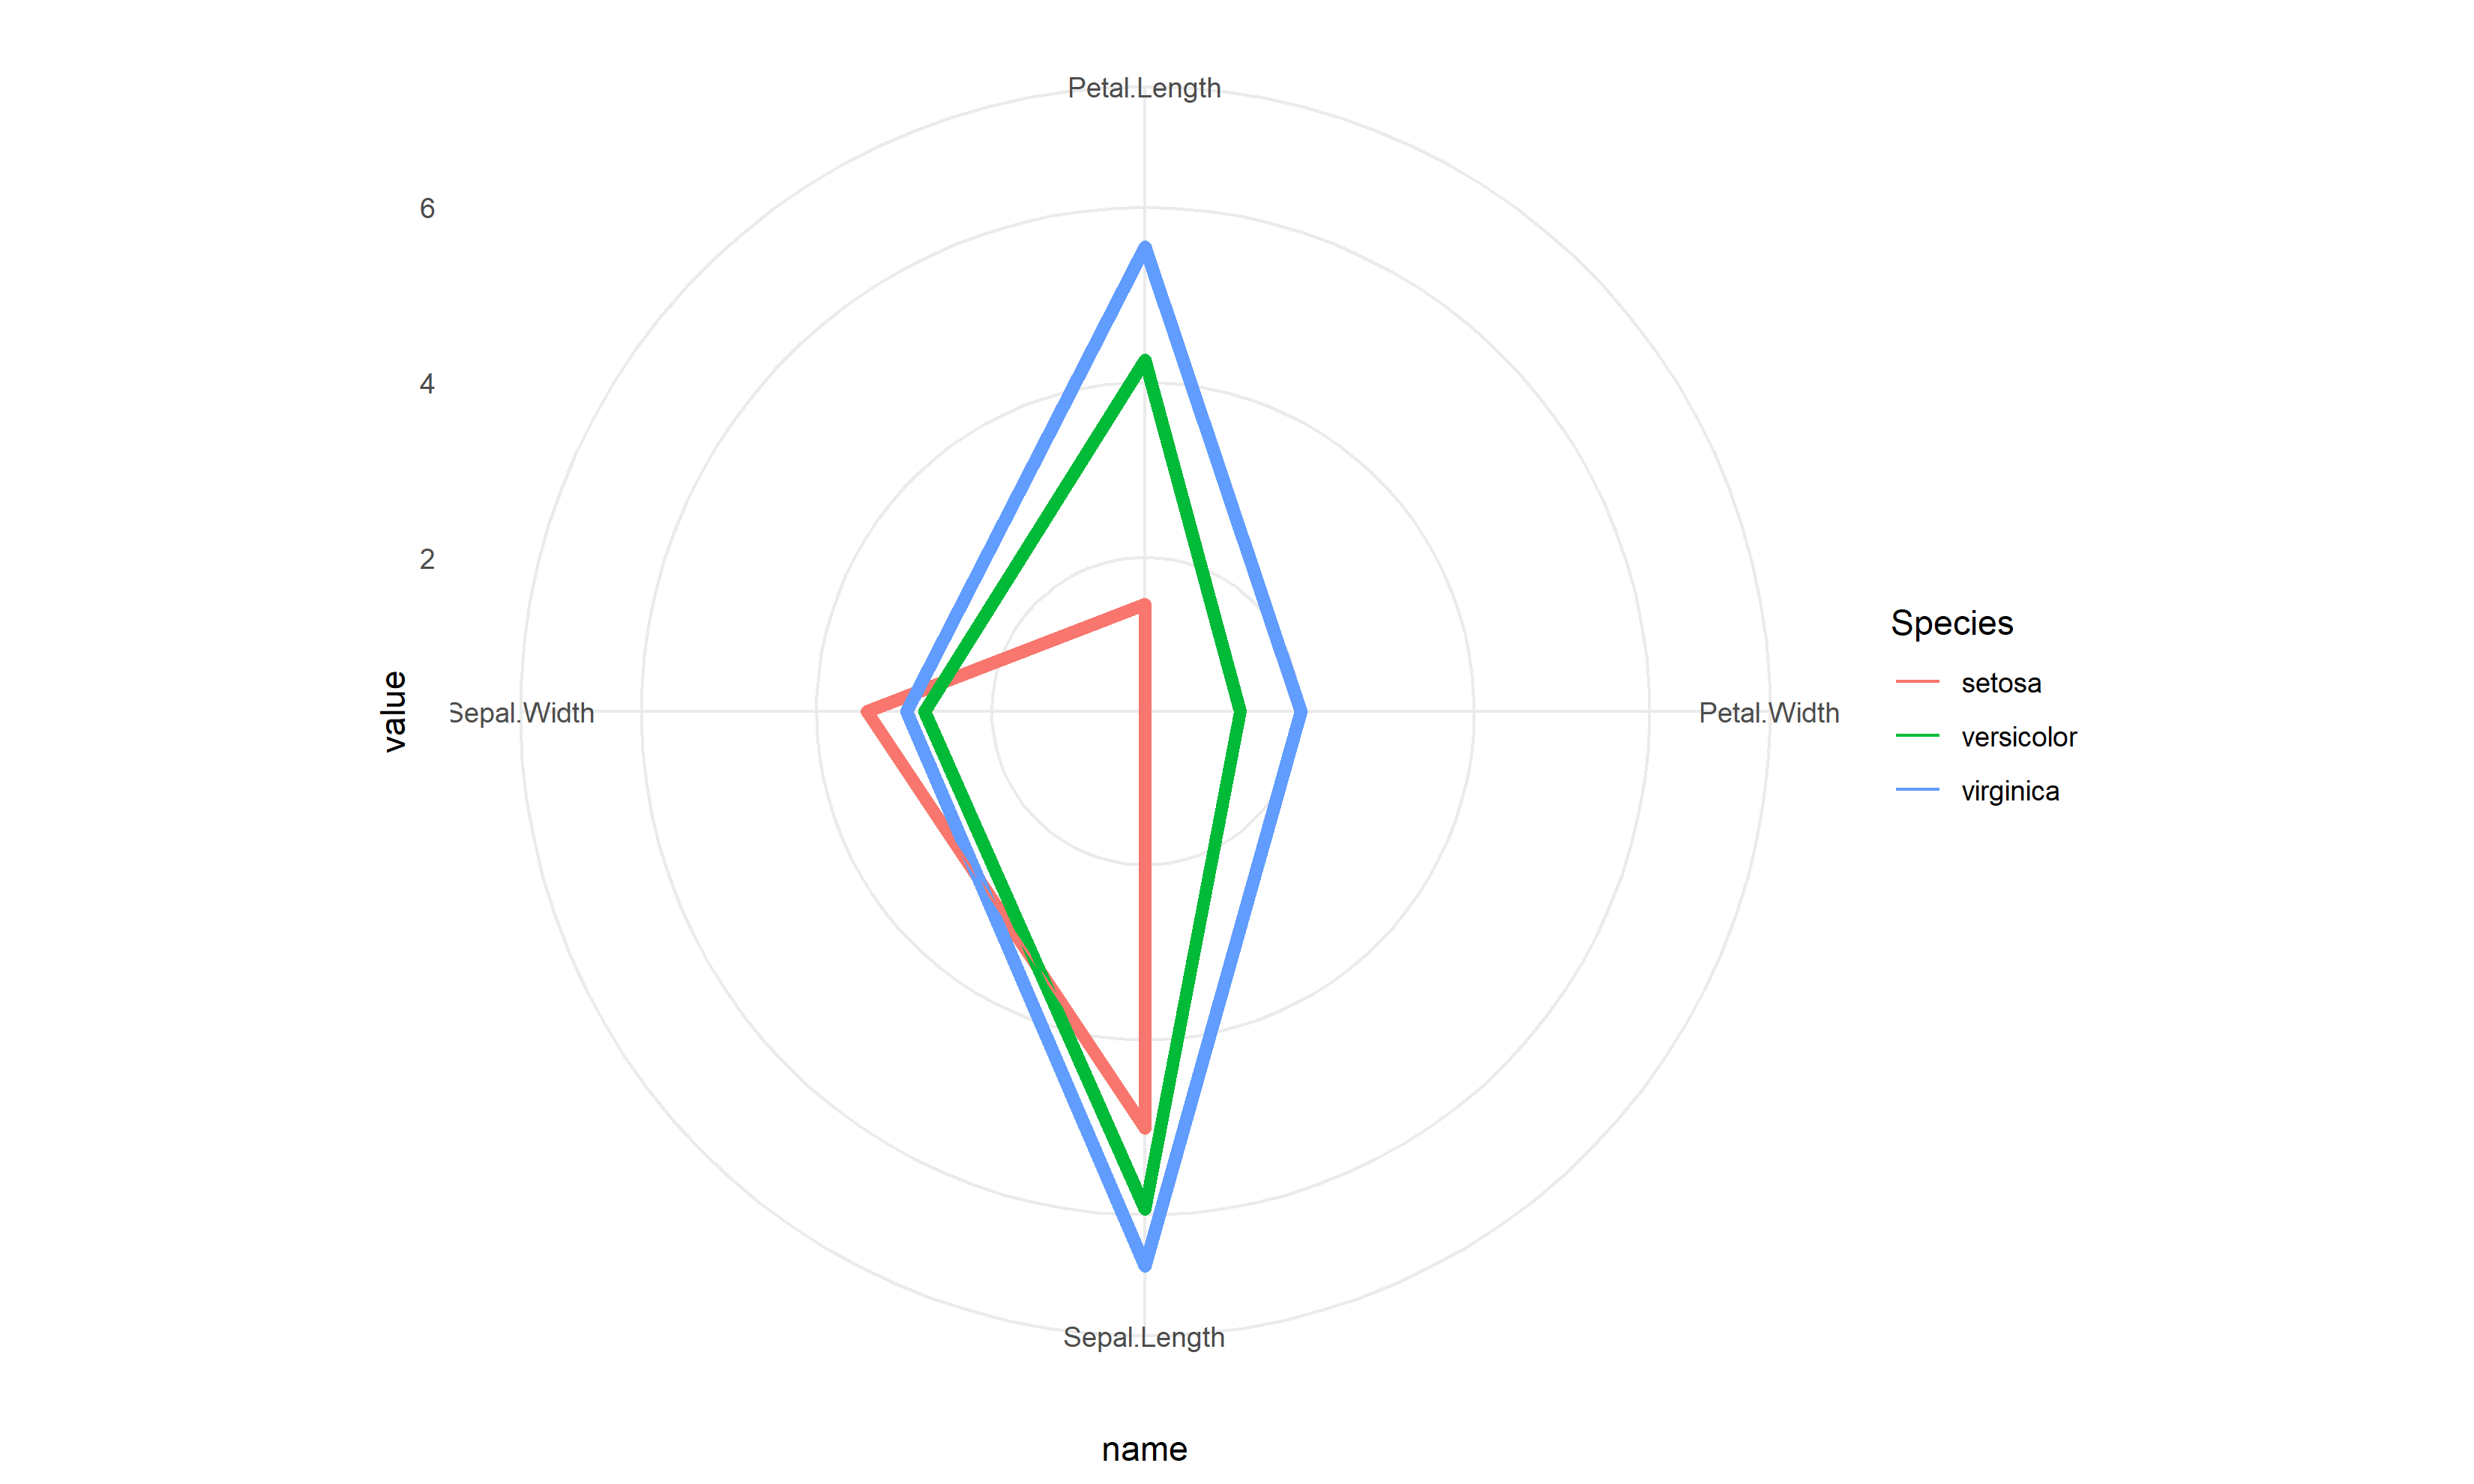 Petal.Length
6
4
2
value
Sepal.Width
Petal.Width
Sepal.Length
name
Species
setosa
versicolor
virginica